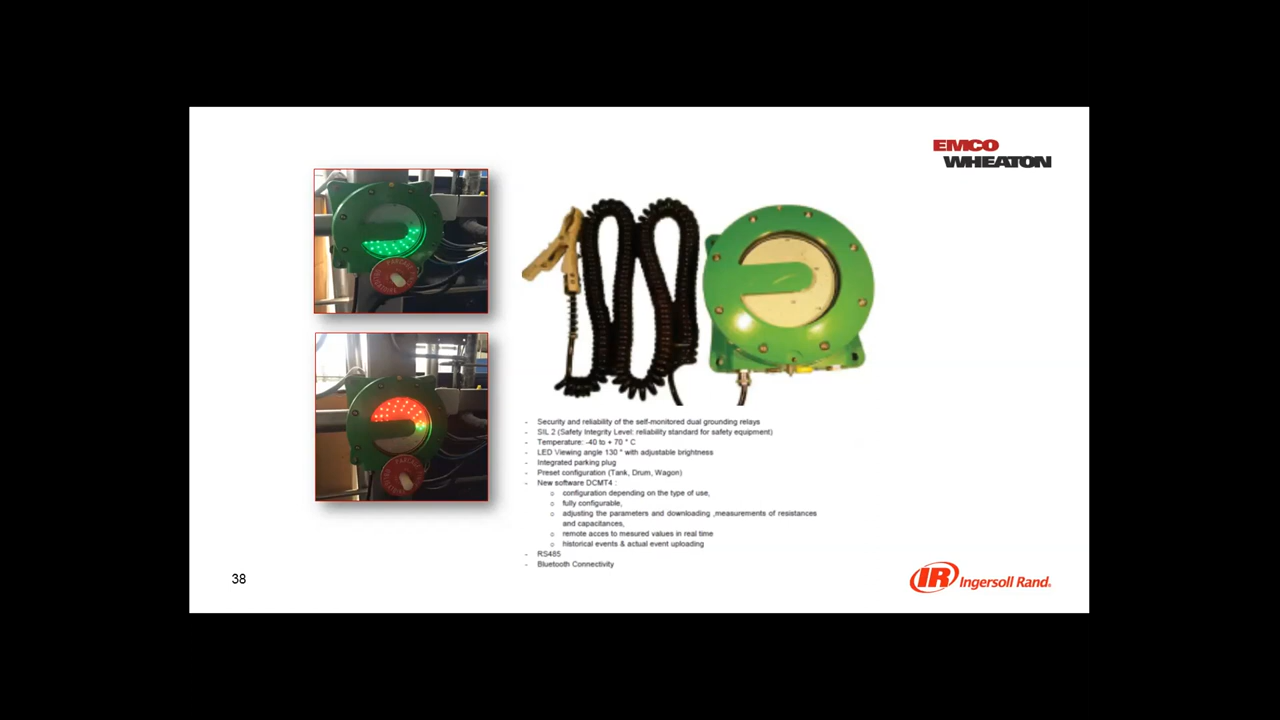 EMCO
WHEATON
- Security and reliability of the self-monitored dual grounding relays
- SIL 2 (Safety Integrity Level: reliability standard for safety equipment)
- Temperature: -40 to + 70 ° C
- LED Viewing angle 130 ° with adjustable brightness
- Integrated parking plug
- Preset configuration (Tank, Drum, Wagon)
- New software DCMT4 :
o configuration depending on the type of use,
o fully configurable,
o adjusting the parameters and downloading ,measurements of resistances
and capacitances,
o remote acces to mesured values in real time
o historical events & actual event uploading
- RS485
- Bluetooth Connectivity
38
IR Ingersoll Rand